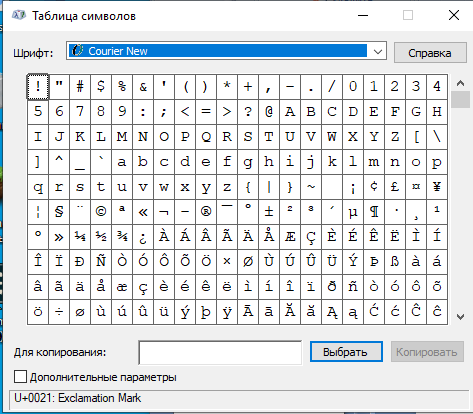 Таблица символов
Шрифт: Courier New Справка
! " # $ % & ' ( ) * + , - . / 0 1 2 3 4
5 6 7 8 9 : ; < = > ? @ A B C D E F G H
I J K L M N O P Q R S T U V W X Y Z [ \
] ^ _ ` a b c d e f g h i j k l m n o p
q r s t u v w x y z { | } ~ ¡ ¢ £ ¤ ¥
¦ § ¨ © ª « ¬ - ® ¯ ° ± ² ³ ´ µ ¶ · ¸ ¹
º » ¼ ½ ¾ ¿ À Á Â Ã Ä Å Æ Ç È É Ê Ë Ì Í
Î Ï Ð Ñ Ò Ó Ô Õ Ö × Ø Ù Ú Û Ü Ý Þ ß à á
â ã ä å æ ç è é ê ë ì í î ï ð ñ ò ó ô õ
ö ÷ ø ù ú û ü ý þ ÿ Ā ā Ă ă Ą ą Ć ć Ĉ ĉ
Для копирования: Выбрать Копировать
Дополнительные параметры
U+0021: Exclamation Mark